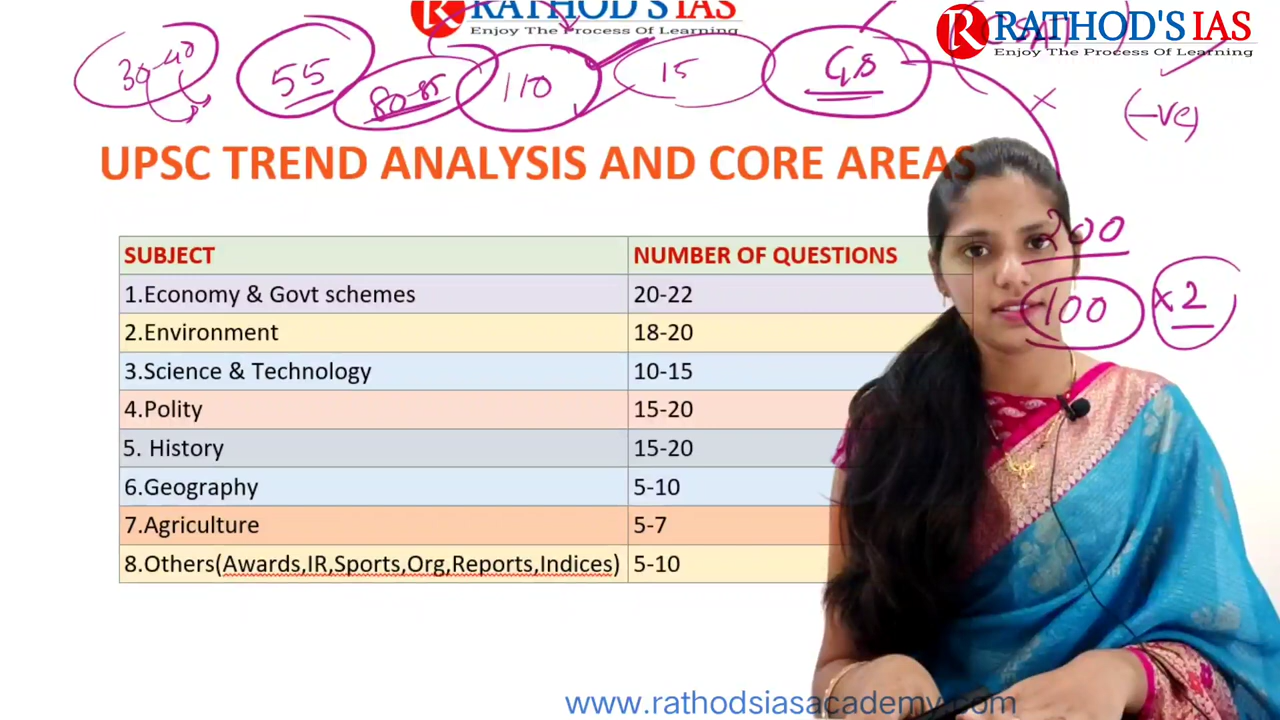 RATHOD'S IAS
Enjoy The Process Of Learning
RATHOD'S IAS
Enjoy The Process Of Learning
30-40
55
80-85
110
15
G.S
(-ve)
UPSC TREND ANALYSIS AND CORE AREAS
200
100 x2
SUBJECT NUMBER OF QUESTIONS
1.Economy & Govt schemes 20-22
2.Environment 18-20
3.Science & Technology 10-15
4.Polity 15-20
5. History 15-20
6.Geography 5-10
7.Agriculture 5-7
8.Others(Awards,IR,Sports,Org,Reports,Indices) 5-10
www.rathodsiasacademy.com